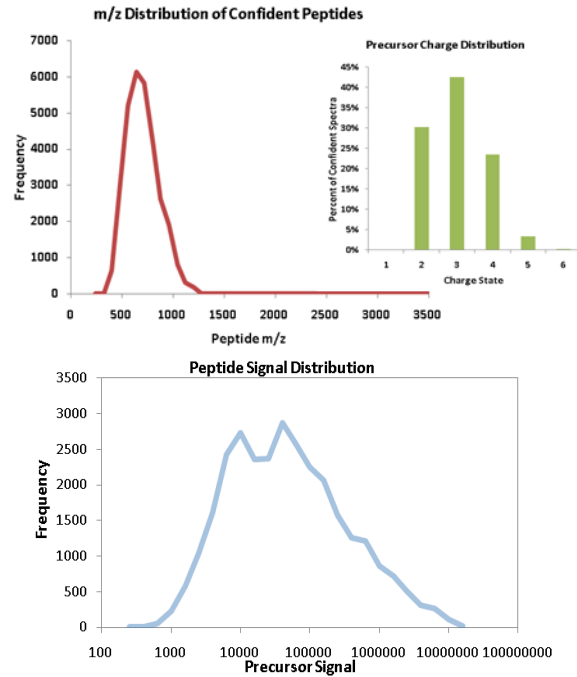 m/z Distribution of Confident Peptides
7000
6000
5000
4000
3000
2000
1000
0
Frequency
0 500 1000 1500 2000 2500 3000 3500
Peptide m/z
Precursor Charge Distribution
45%
40%
35%
30%
25%
20%
15%
10%
5%
0%
Percent of Confident Spectra
1 2 3 4 5 6
Charge State
Peptide Signal Distribution
3500
3000
2500
2000
1500
1000
500
0
Frequency
100 1000 10000 100000 1000000 10000000 100000000
Precursor Signal